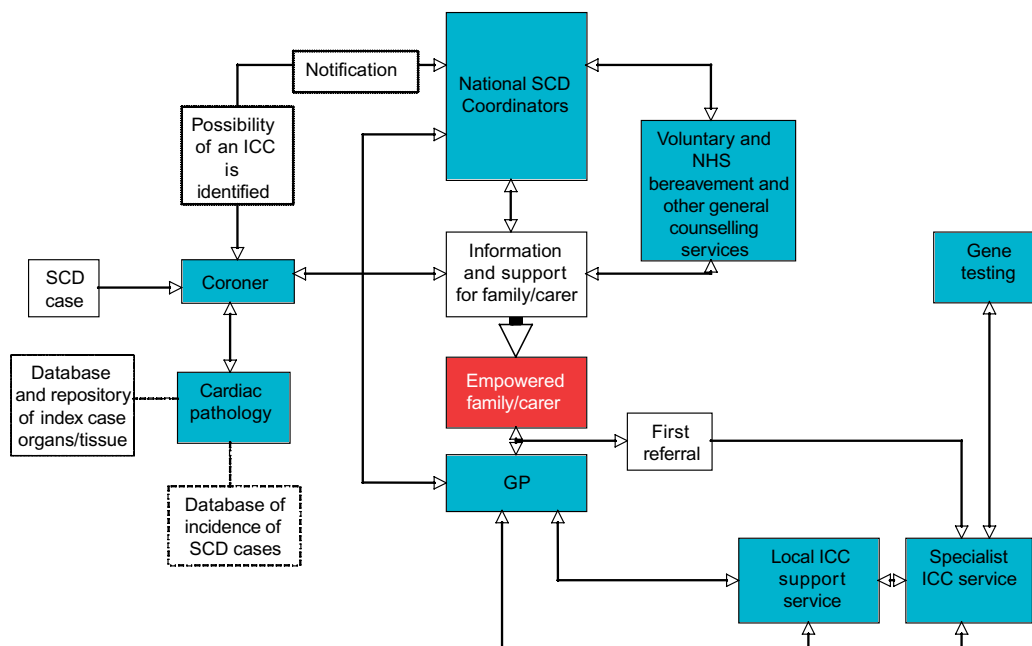 Notification
National SCD
Coordinators
Possibility
of an ICC
is
identified
Voluntary and
NHS
bereavement and
other general
counselling
services
Information
and support
for family/carer
Gene
testing
SCD
case
Coroner
Database
and repository
of index case
organs/tissue
Cardiac
pathology
Empowered
family/carer
First
referral
GP
Database of
incidence of
SCD cases
Local ICC
support
service
Specialist
ICC service